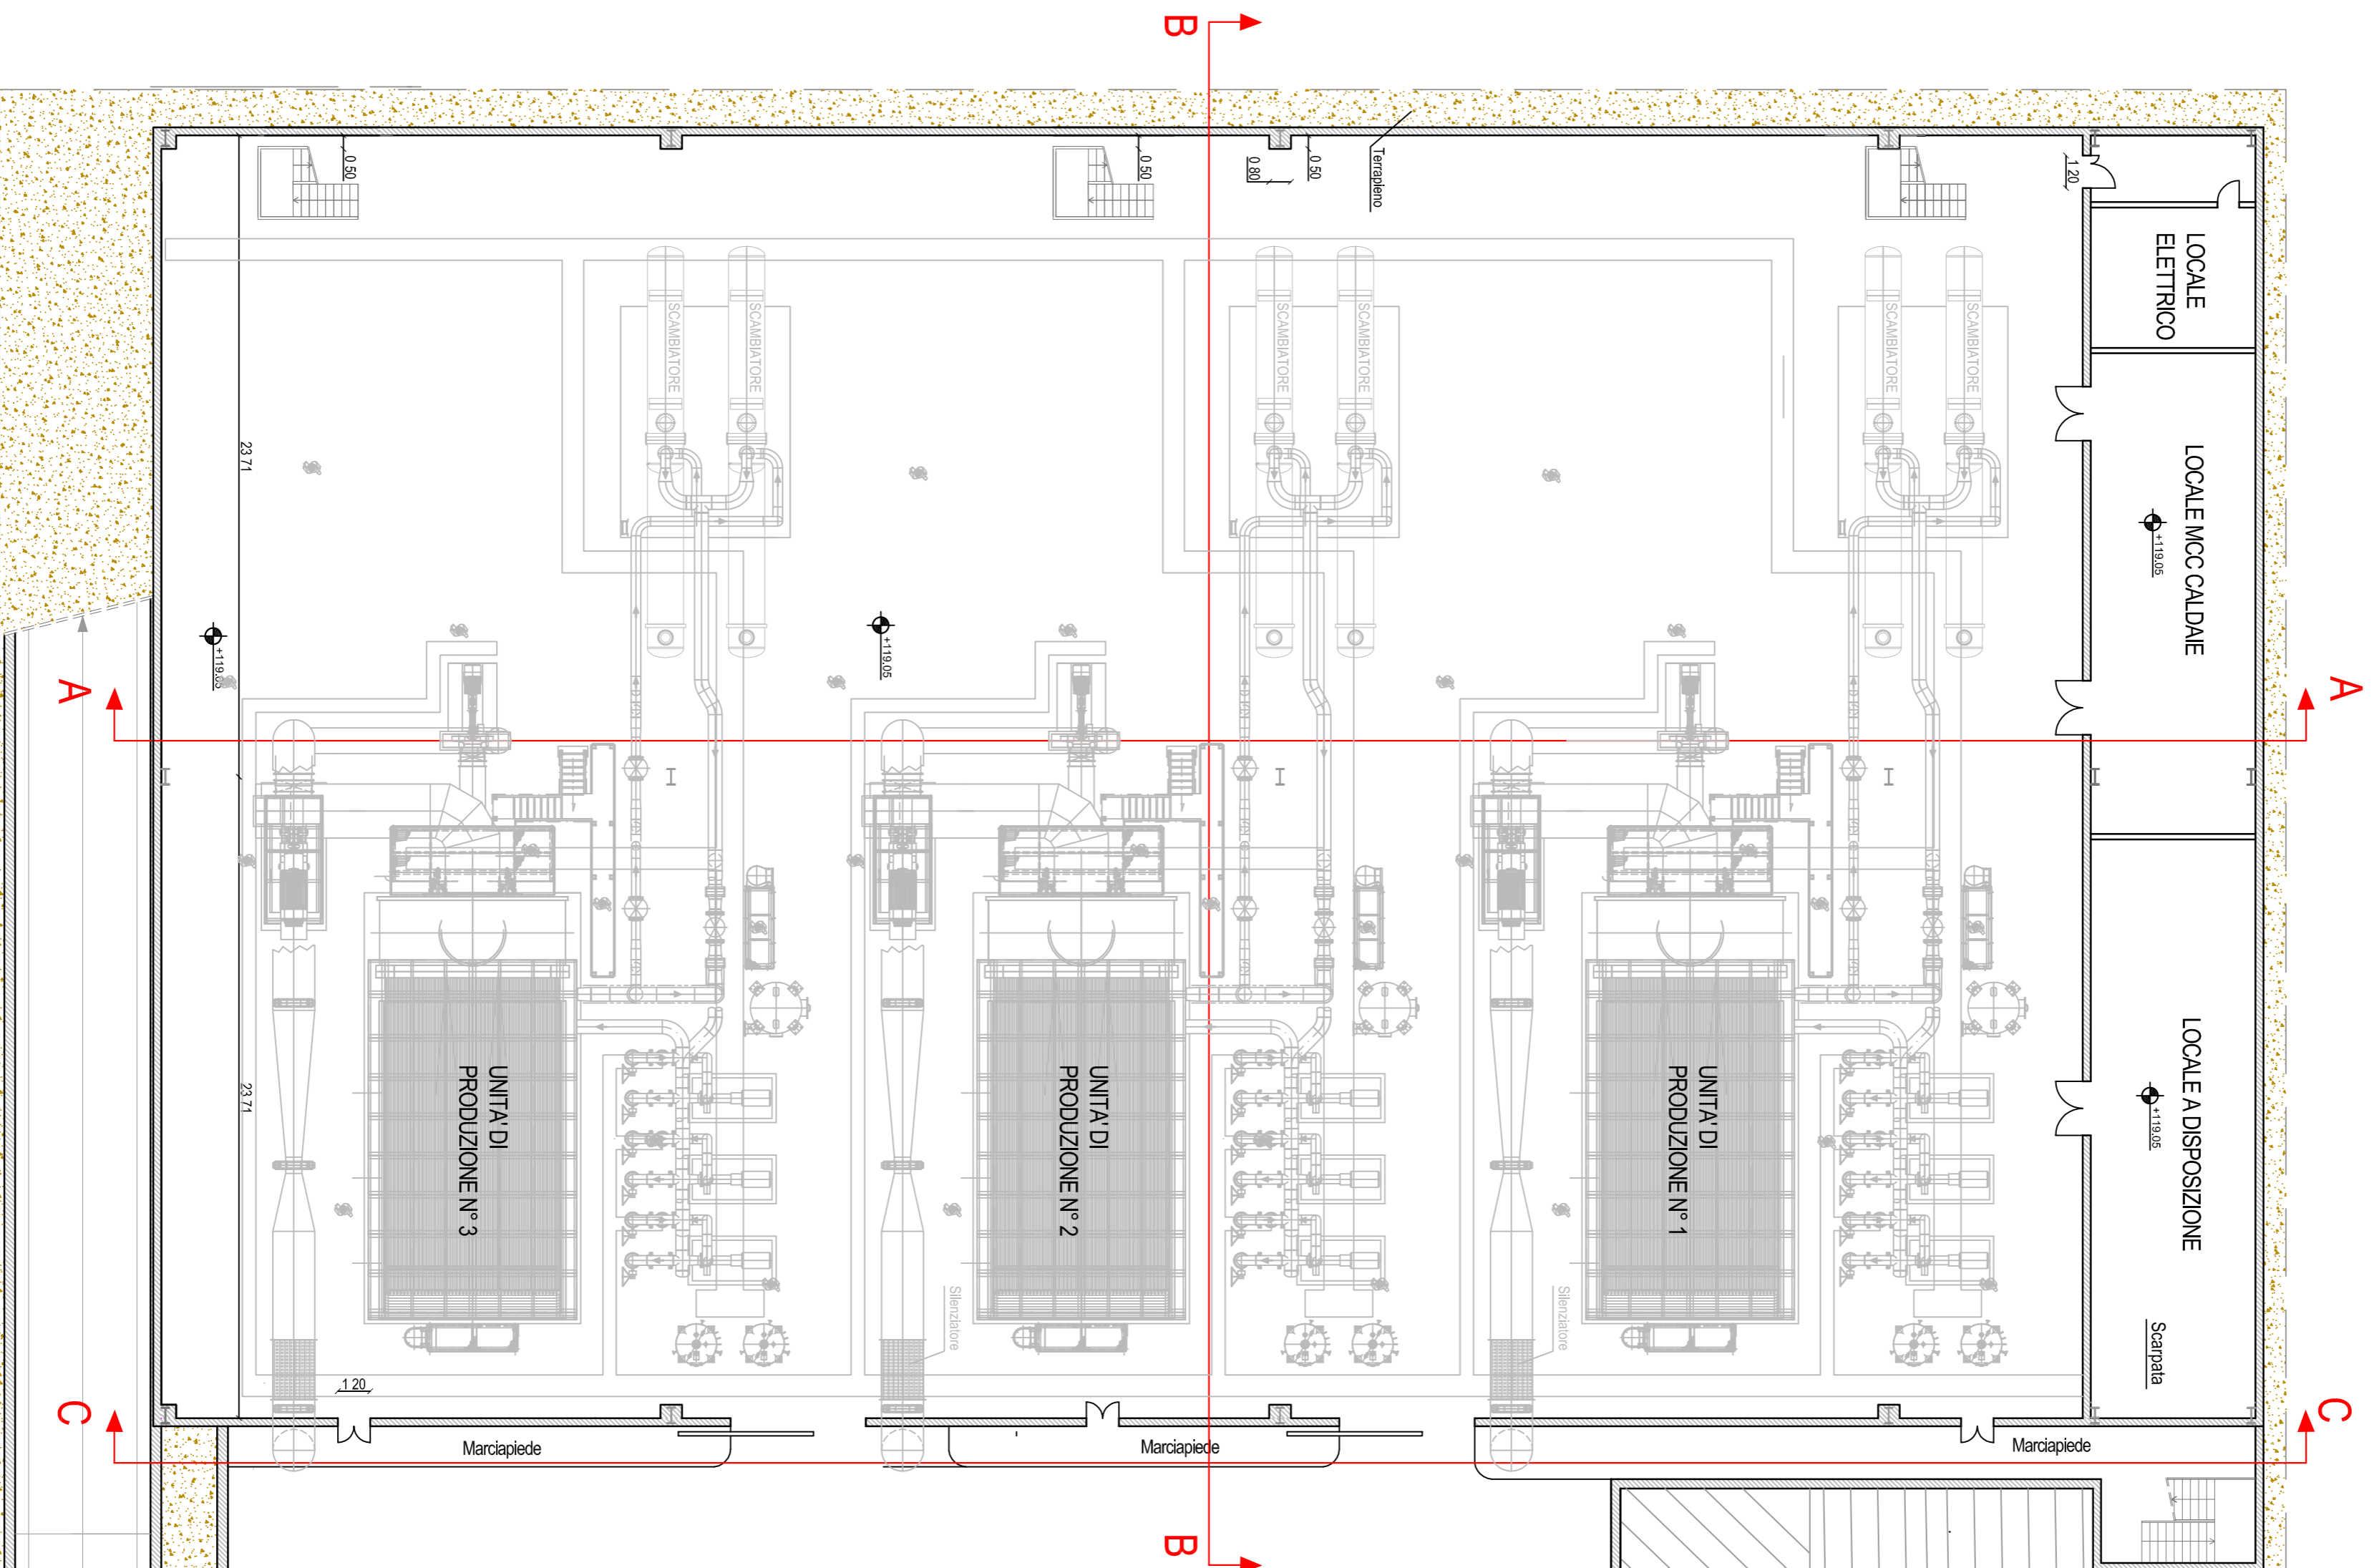 B
Terrapieno
0 50
0 50
0 80
0 50
1 20
LOCALE
ELETTRICO
SCAMBIATORE
SCAMBIATORE
SCAMBIATORE
SCAMBIATORE
SCAMBIATORE
SCAMBIATORE
23 71
LOCALE MCC CALDAIE
+119.05
+119.05
+119.05
A
A
23 71
UNITA' DI
PRODUZIONE N° 3
UNITA' DI
PRODUZIONE N° 2
UNITA' DI
PRODUZIONE N° 1
LOCALE A DISPOSIZIONE
+119.05
Silenziatore
Silenziatore
Scarpata
1 20
C
C
Marciapiede
Marciapiede
Marciapiede
B